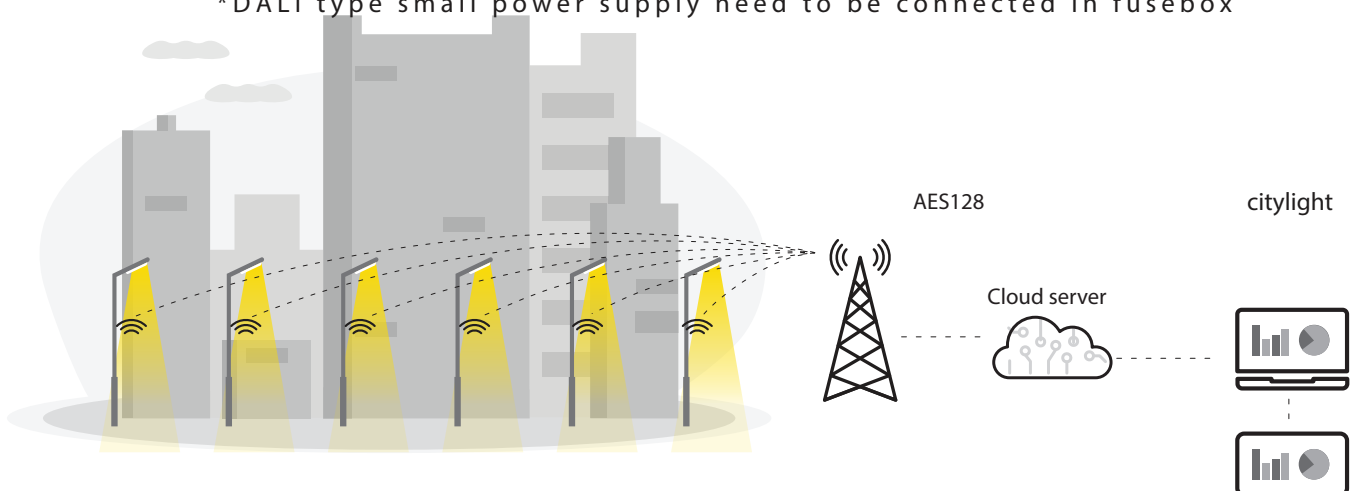 *DALI type small power supply need to be connected in fusebox
AES128
citylight
Cloud server